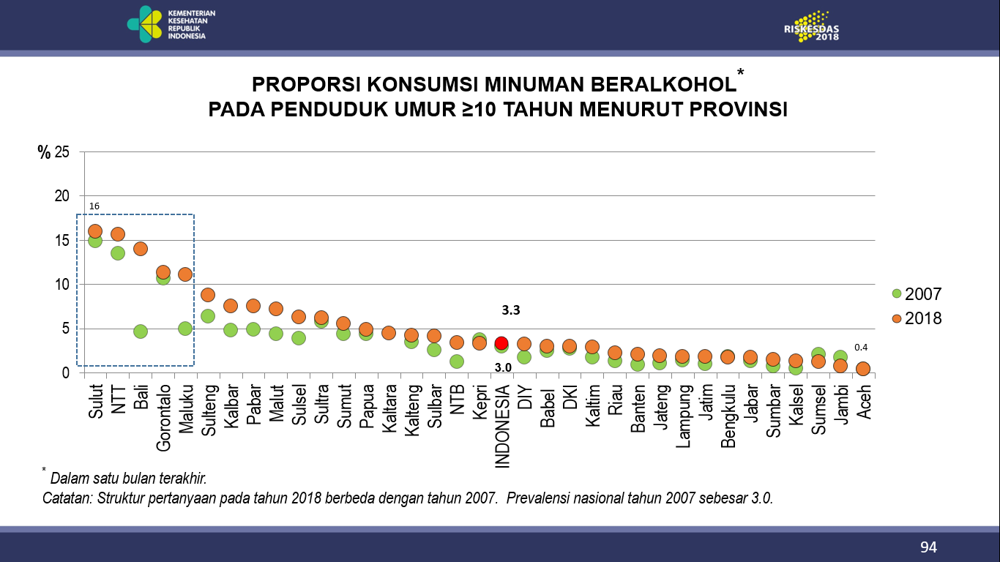 KEMENTERIAN
KESEHATAN
REPUBLIK
INDONESIA
RISKESDAS
2018
PROPORSI KONSUMSI MINUMAN BERALKOHOL*
PADA PENDUDUK UMUR ≥10 TAHUN MENURUT PROVINSI
% 25
20
15
10
5
0
16
3.3
3.0
0.4
2007
2018
Sulut
NTT
Bali
Gorontalo
Maluku
Sulteng
Kalbar
Pabar
Malut
Sulsel
Sultra
Sumut
Papua
Kaltara
Kalteng
Sulbar
NTB
Kepri
INDONESIA
DIY
Babel
DKI
Kaltim
Riau
Banten
Jateng
Lampung
Jatim
Bengkulu
Jabar
Sumbar
Kalsel
Sumsel
Jambi
Aceh
* Dalam satu bulan terakhir.
Catatan: Struktur pertanyaan pada tahun 2018 berbeda dengan tahun 2007. Prevalensi nasional tahun 2007 sebesar 3.0.
94